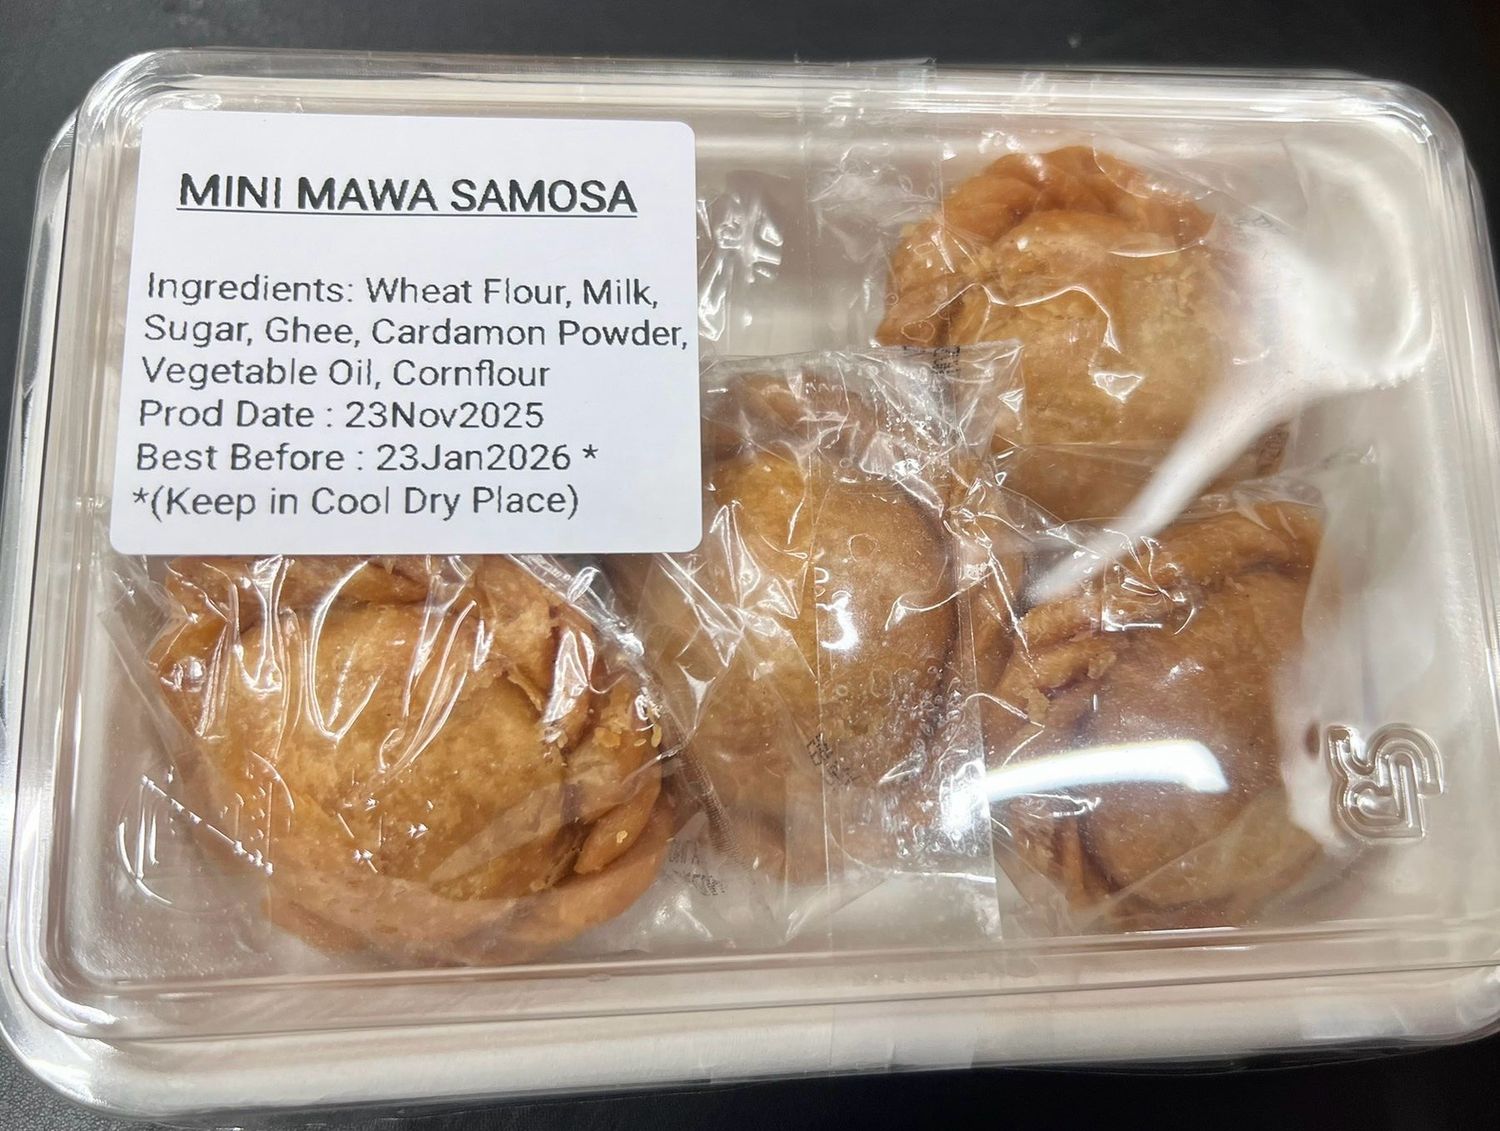 MINI MAWA SAMOSA
Ingredients: Wheat Flour, Milk,
Sugar, Ghee, Cardamon Powder,
Vegetable Oil, Cornflour
Prod Date : 23Nov2025
Best Before : 23Jan2026 *
*(Keep in Cool Dry Place)